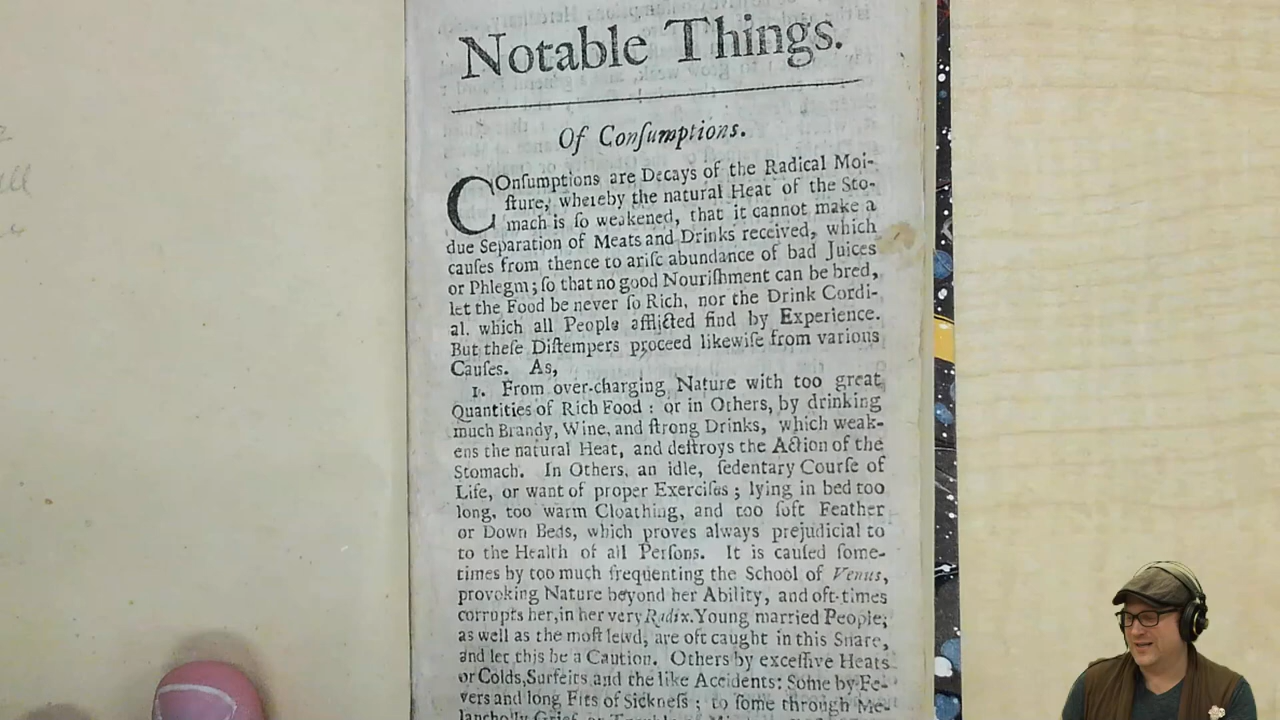 Notable Things.
Of Conſumptions.
COnſumptions are Decays of the Radical Moi-
ſture, whereby the natural Heat of the Sto-
mach is ſo weakened, that it cannot make a
due Separation of Meats and Drinks received, which
cauſes from thence to ariſe abundance of bad Juices
or Phlegm; ſo that no good Nouriſhment can be bred,
let the Food be never ſo Rich, nor the Drink Cordi-
al. which all People afflicted find by Experience.
But theſe Diſtempers proceed likewiſe from various
Cauſes. As,
1. From over-charging Nature with too great
Quantities of Rich Food : or in Others, by drinking
much Brandy, Wine, and ſtrong Drinks, which weak-
ens the natural Heat, and deſtroys the Action of the
Stomach. In Others, an idle, ſedentary Courſe of
Life, or want of proper Exerciſes ; lying in bed too
long, too warm Cloathing, and too ſoft Feather
or Down Beds, which proves always prejudicial to
to the Health of all Perſons. It is cauſed ſome-
times by too much frequenting the School of Venus,
provoking Nature beyond her Ability, and oft-times
corrupts her, in her very Radix. Young married People;
as well as the moſt lewd, are oft caught in this Snare,
and let this be a Caution. Others by exceſſive Heats
or Colds, Surfeits and the like Accidents: Some by Fe-
vers and long Fits of Sickneſs ; to ſome through Me-
lancholly Grief, or